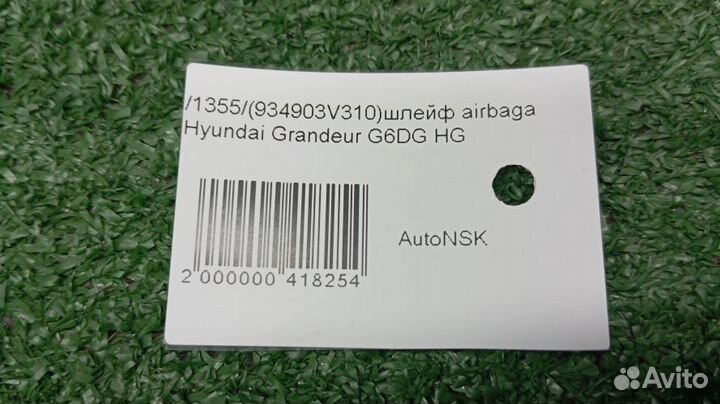 /1355/(934903V310)шлейф airbaga
Hyundai Grandeur G6DG HG
AutoNSK
2 000000 418254
Avito